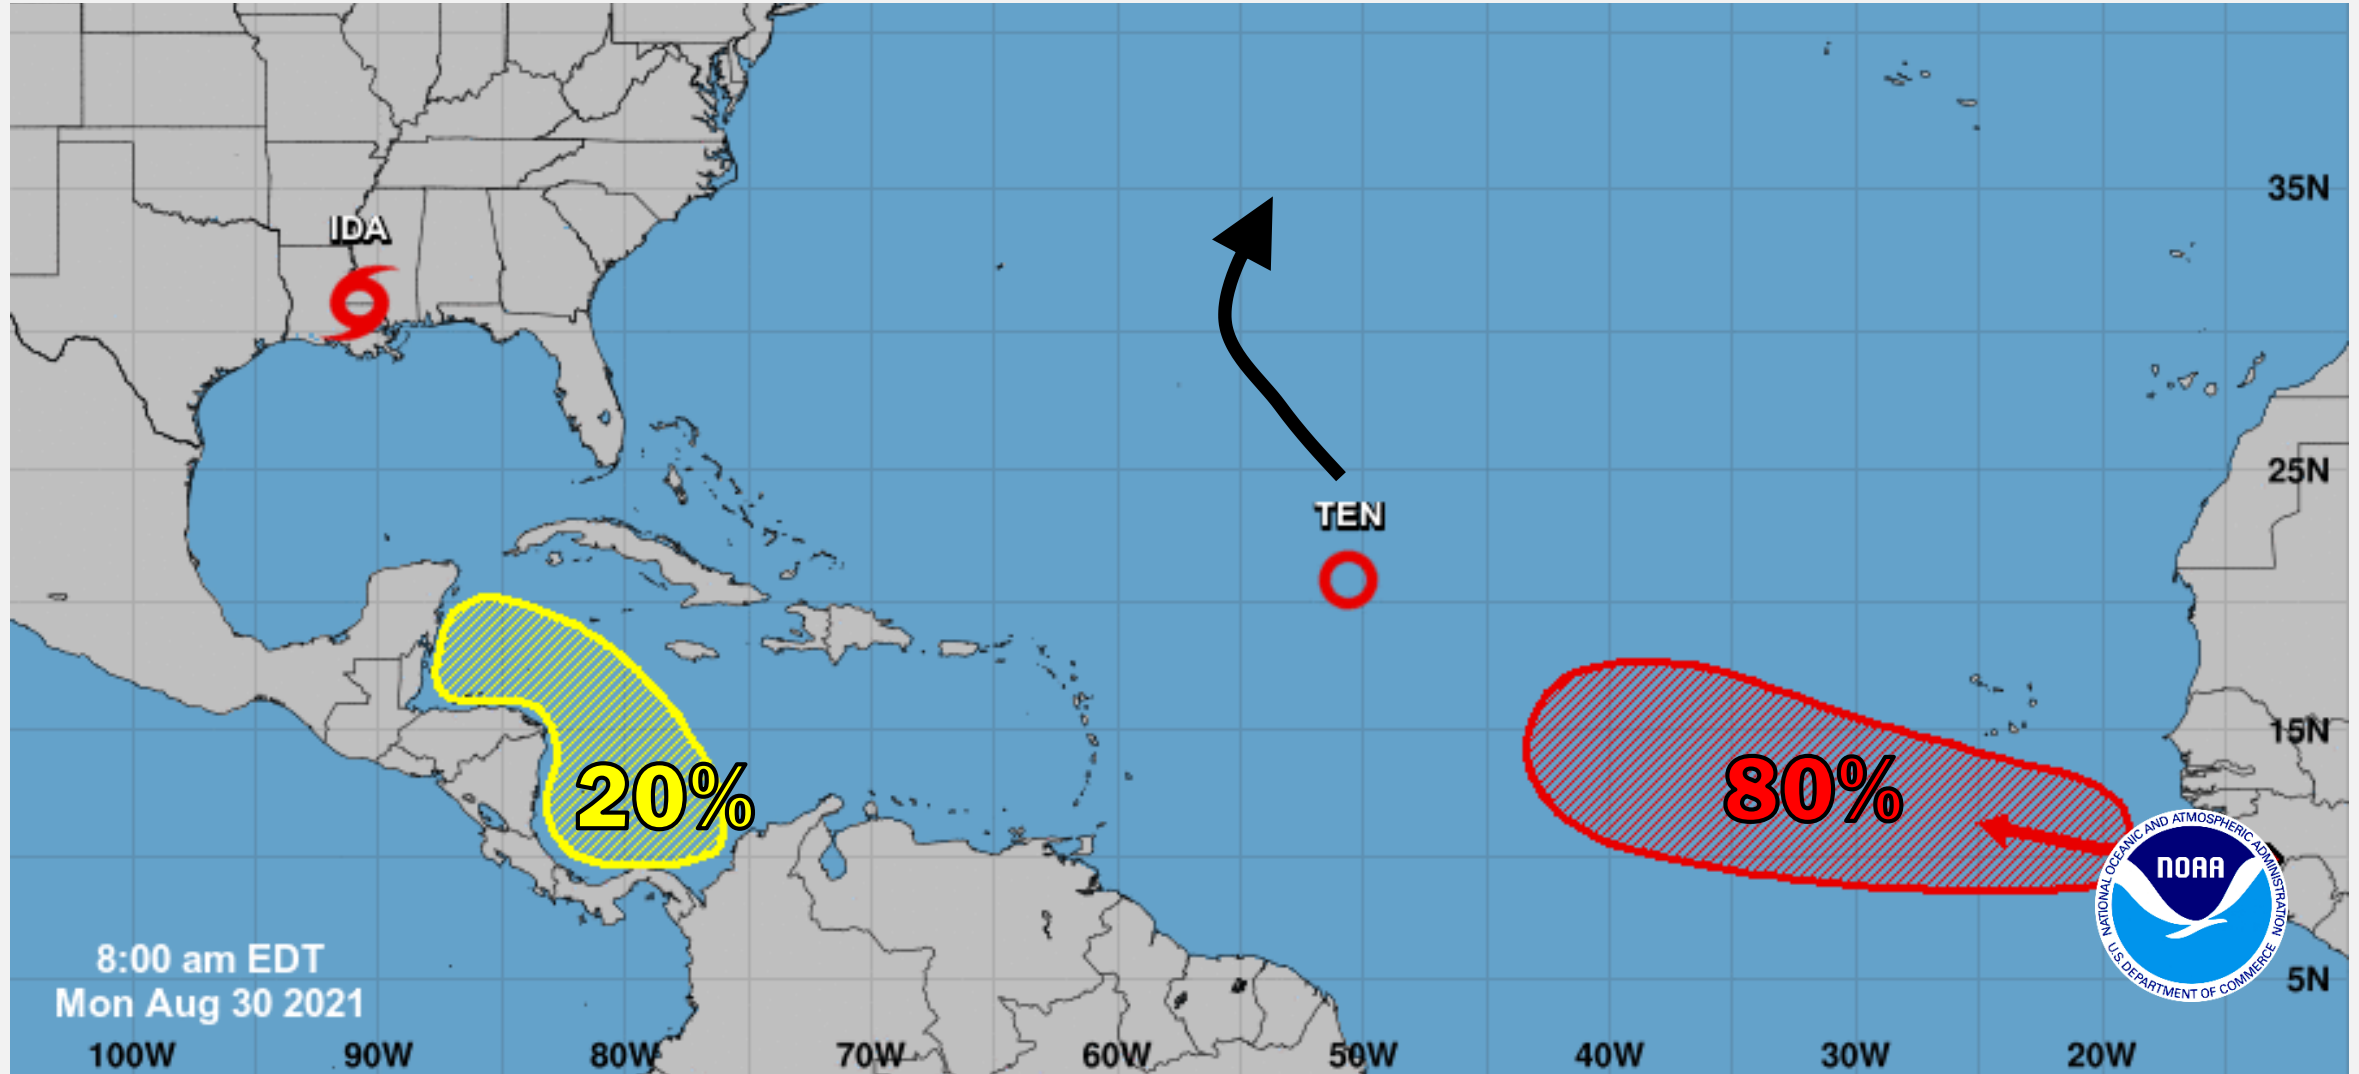 35N
IDA
25N
TEN
15N
20%
80%
NATIONAL OCEANIC AND ATMOSPHERIC ADMINISTRATION
NOAA
U.S. DEPARTMENT OF COMMERCE
8:00 am EDT
Mon Aug 30 2021
5N
100W 90W 80W 70W 60W 50W 40W 30W 20W